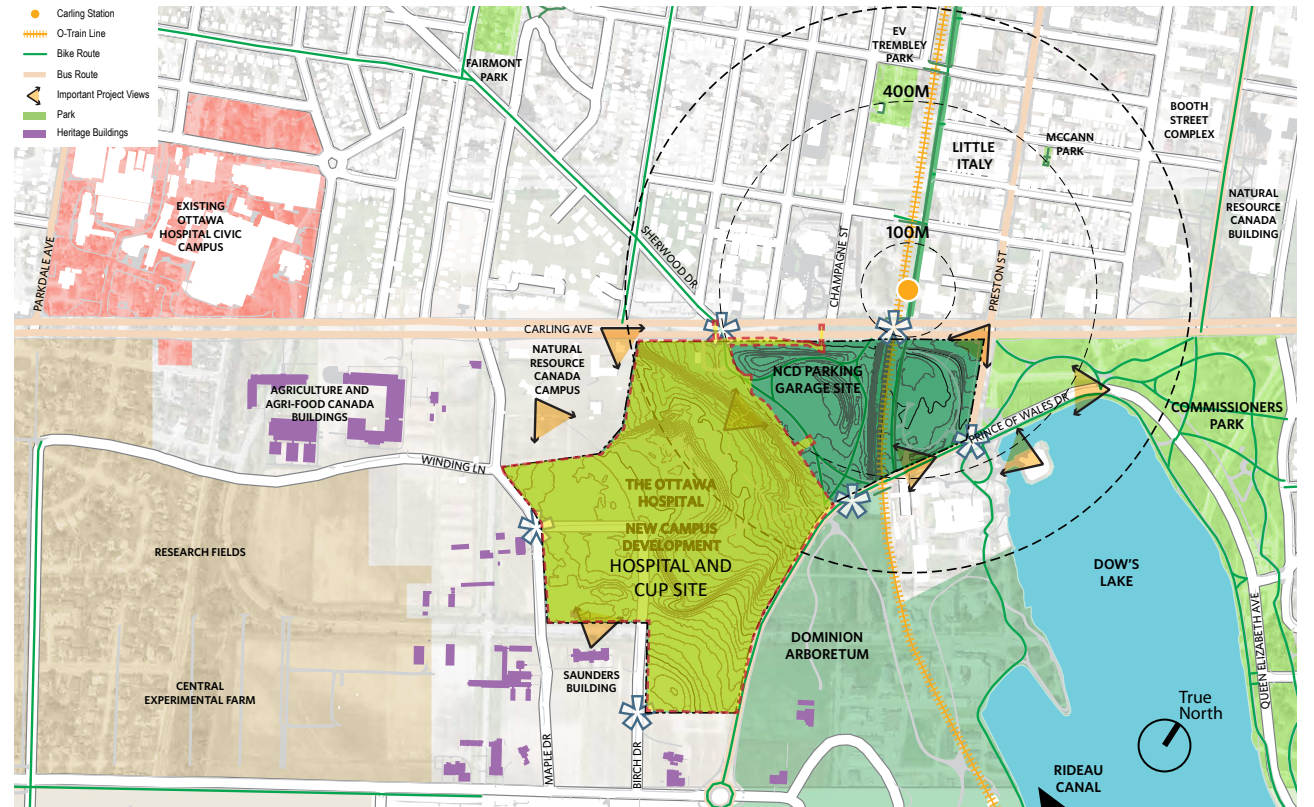 Carling Station
O-Train Line
Bike Route
Bus Route
Important Project Views
Park
Heritage Buildings
FAIRMONT
PARK
EV
TREMBLEY
PARK
400M
BOOTH
STREET
COMPLEX
LITTLE
ITALY
MCCANN
PARK
EXISTING
OTTAWA
HOSPITAL CIVIC
CAMPUS
NATURAL
RESOURCE
CANADA
BUILDING
PARKDALE AVE
SHERWOOD DR
CHAMPAGNE ST
100M
PRESTON ST
CARLING AVE
NATURAL
RESOURCE
CANADA
CAMPUS
NCD PARKING
GARAGE SITE
AGRICULTURE AND
AGRI-FOOD CANADA
BUILDINGS
PRINCE OF WALES DR
COMMISSIONERS
PARK
WINDING LN
THE OTTAWA
HOSPITAL
NEW CAMPUS
DEVELOPMENT
HOSPITAL AND
CUP SITE
RESEARCH FIELDS
DOW'S
LAKE
DOMINION
ARBORETUM
SAUNDERS
BUILDING
CENTRAL
EXPERIMENTAL FARM
QUEEN ELIZABETH AVE
True
North
MAPLE DR
BIRCH DR
RIDEAU
CANAL